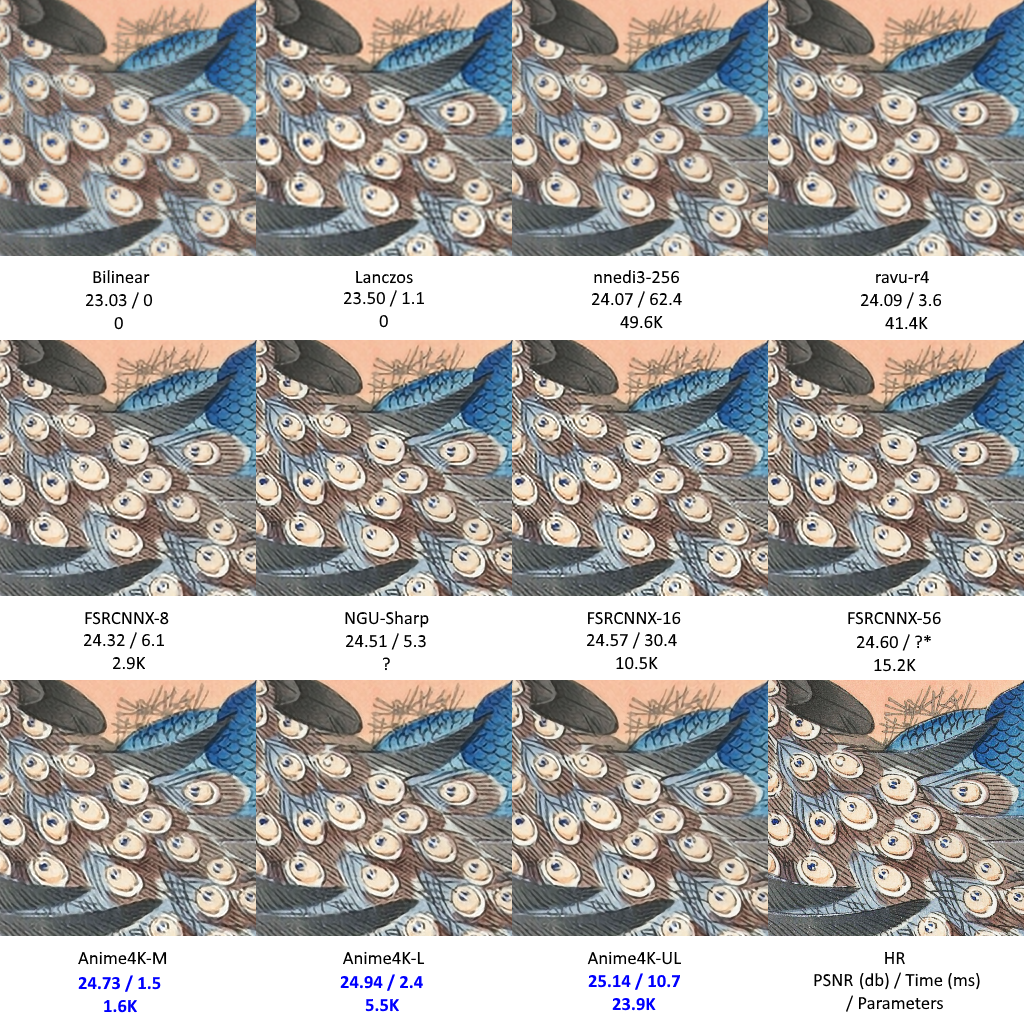 Bilinear
23.03 / 0
0
Lanczos
23.50 / 1.1
0
nnedi3-256
24.07 / 62.4
49.6K
ravu-r4
24.09 / 3.6
41.4K
FSRCNNX-8
24.32 / 6.1
2.9K
NGU-Sharp
24.51 / 5.3
?
FSRCNNX-16
24.57 / 30.4
10.5K
FSRCNNX-56
24.60 / ?*
15.2K
Anime4K-M
24.73 / 1.5
1.6K
Anime4K-L
24.94 / 2.4
5.5K
Anime4K-UL
25.14 / 10.7
23.9K
HR
PSNR (db) / Time (ms)
/ Parameters